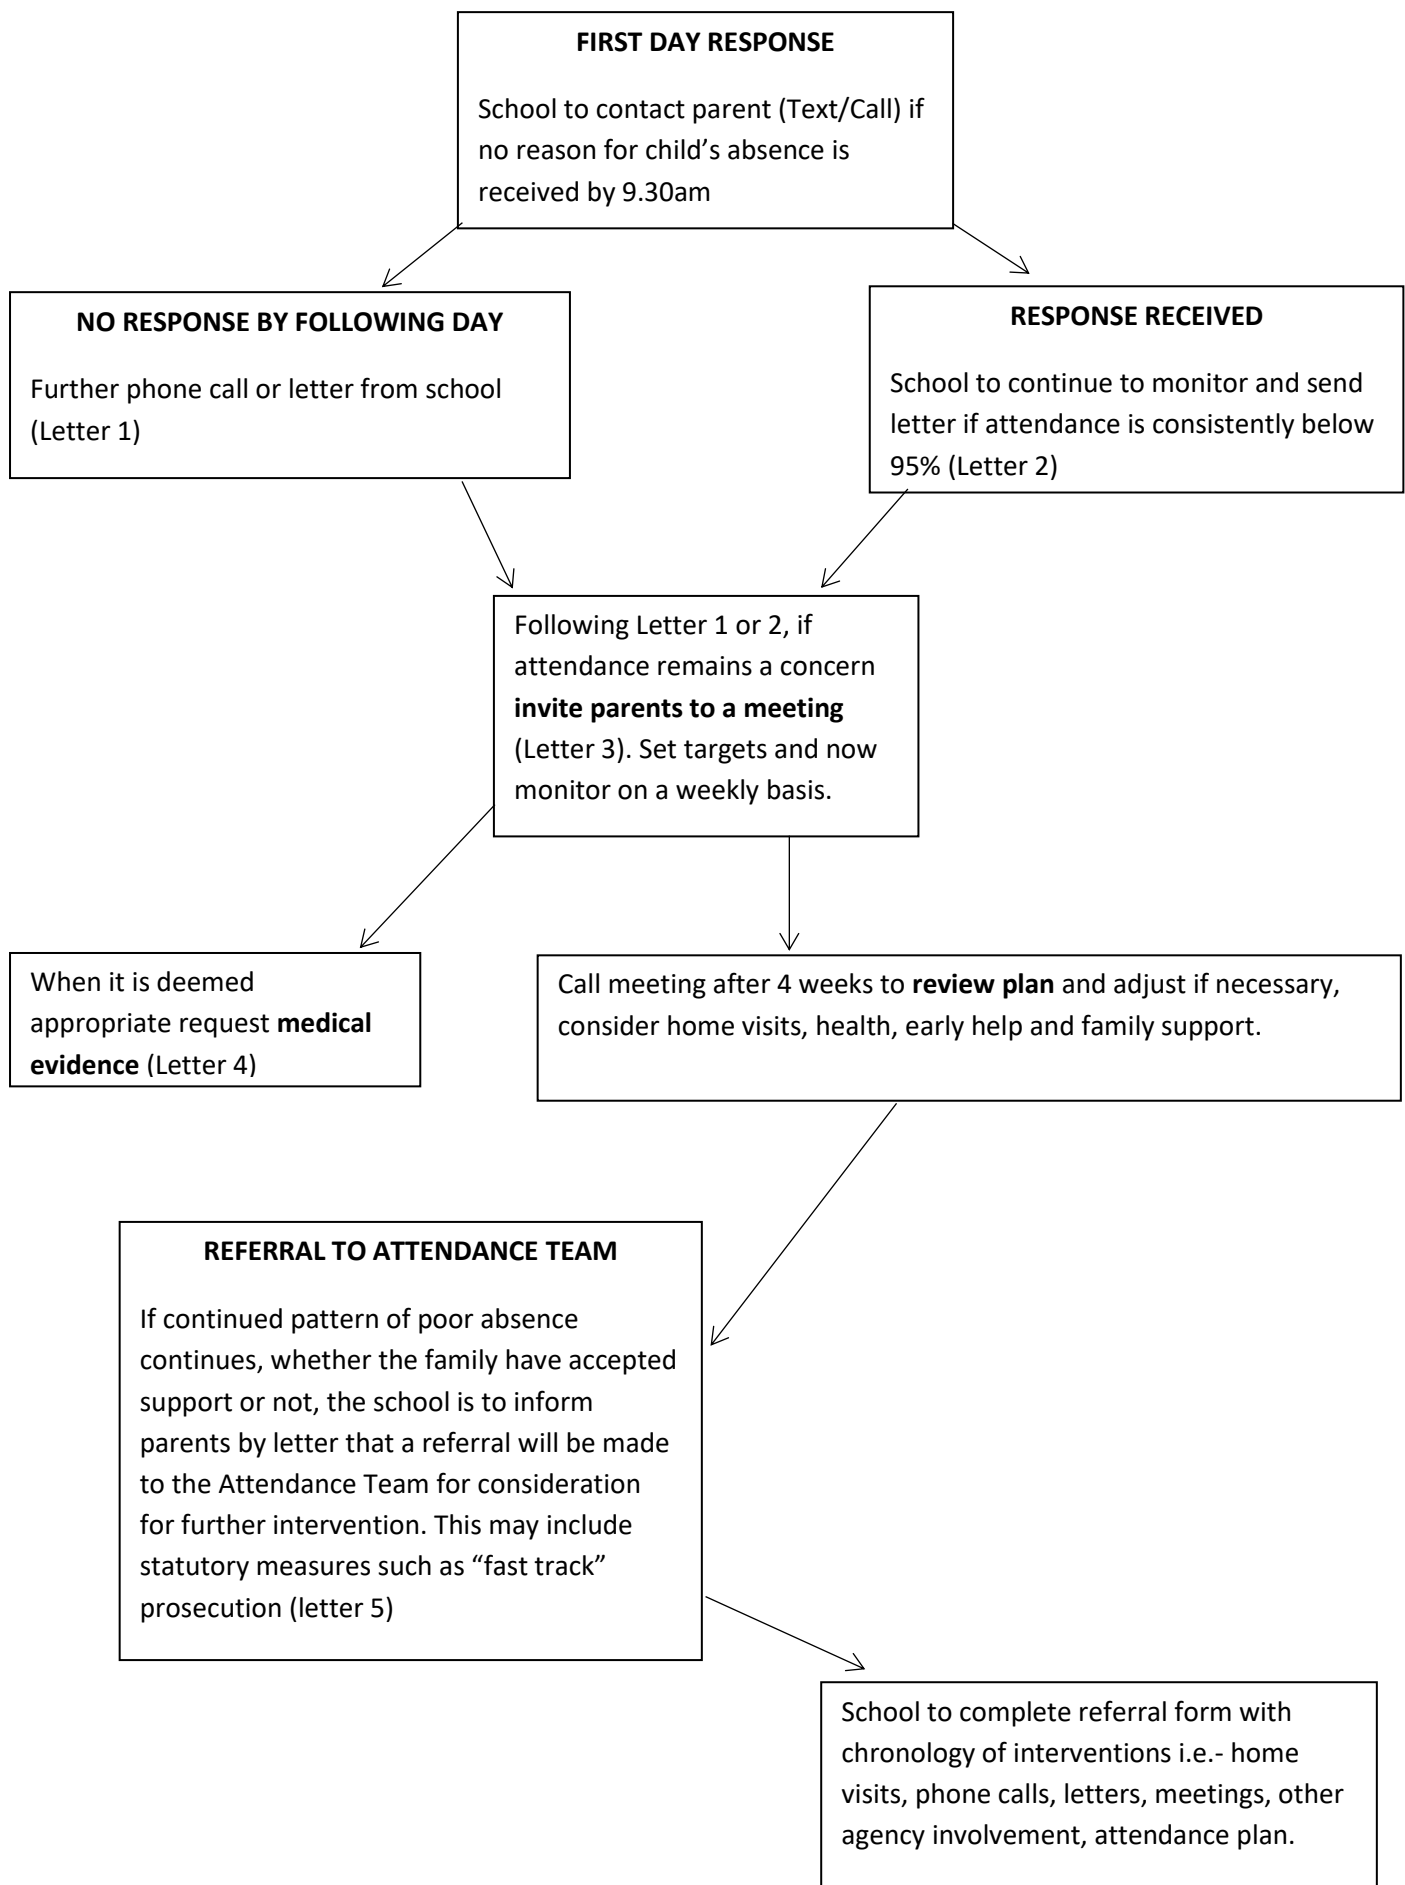 FIRST DAY RESPONSE
School to contact parent (Text/Call) if
no reason for child’s absence is
received by 9.30am
NO RESPONSE BY FOLLOWING DAY
Further phone call or letter from school
(Letter 1)
RESPONSE RECEIVED
School to continue to monitor and send
letter if attendance is consistently below
95% (Letter 2)
Following Letter 1 or 2, if
attendance remains a concern
invite parents to a meeting
(Letter 3). Set targets and now
monitor on a weekly basis.
When it is deemed
appropriate request medical
evidence (Letter 4)
Call meeting after 4 weeks to review plan and adjust if necessary,
consider home visits, health, early help and family support.
REFERRAL TO ATTENDANCE TEAM
If continued pattern of poor absence
continues, whether the family have accepted
support or not, the school is to inform
parents by letter that a referral will be made
to the Attendance Team for consideration
for further intervention. This may include
statutory measures such as “fast track”
prosecution (letter 5)
School to complete referral form with
chronology of interventions i.e.- home
visits, phone calls, letters, meetings, other
agency involvement, attendance plan.